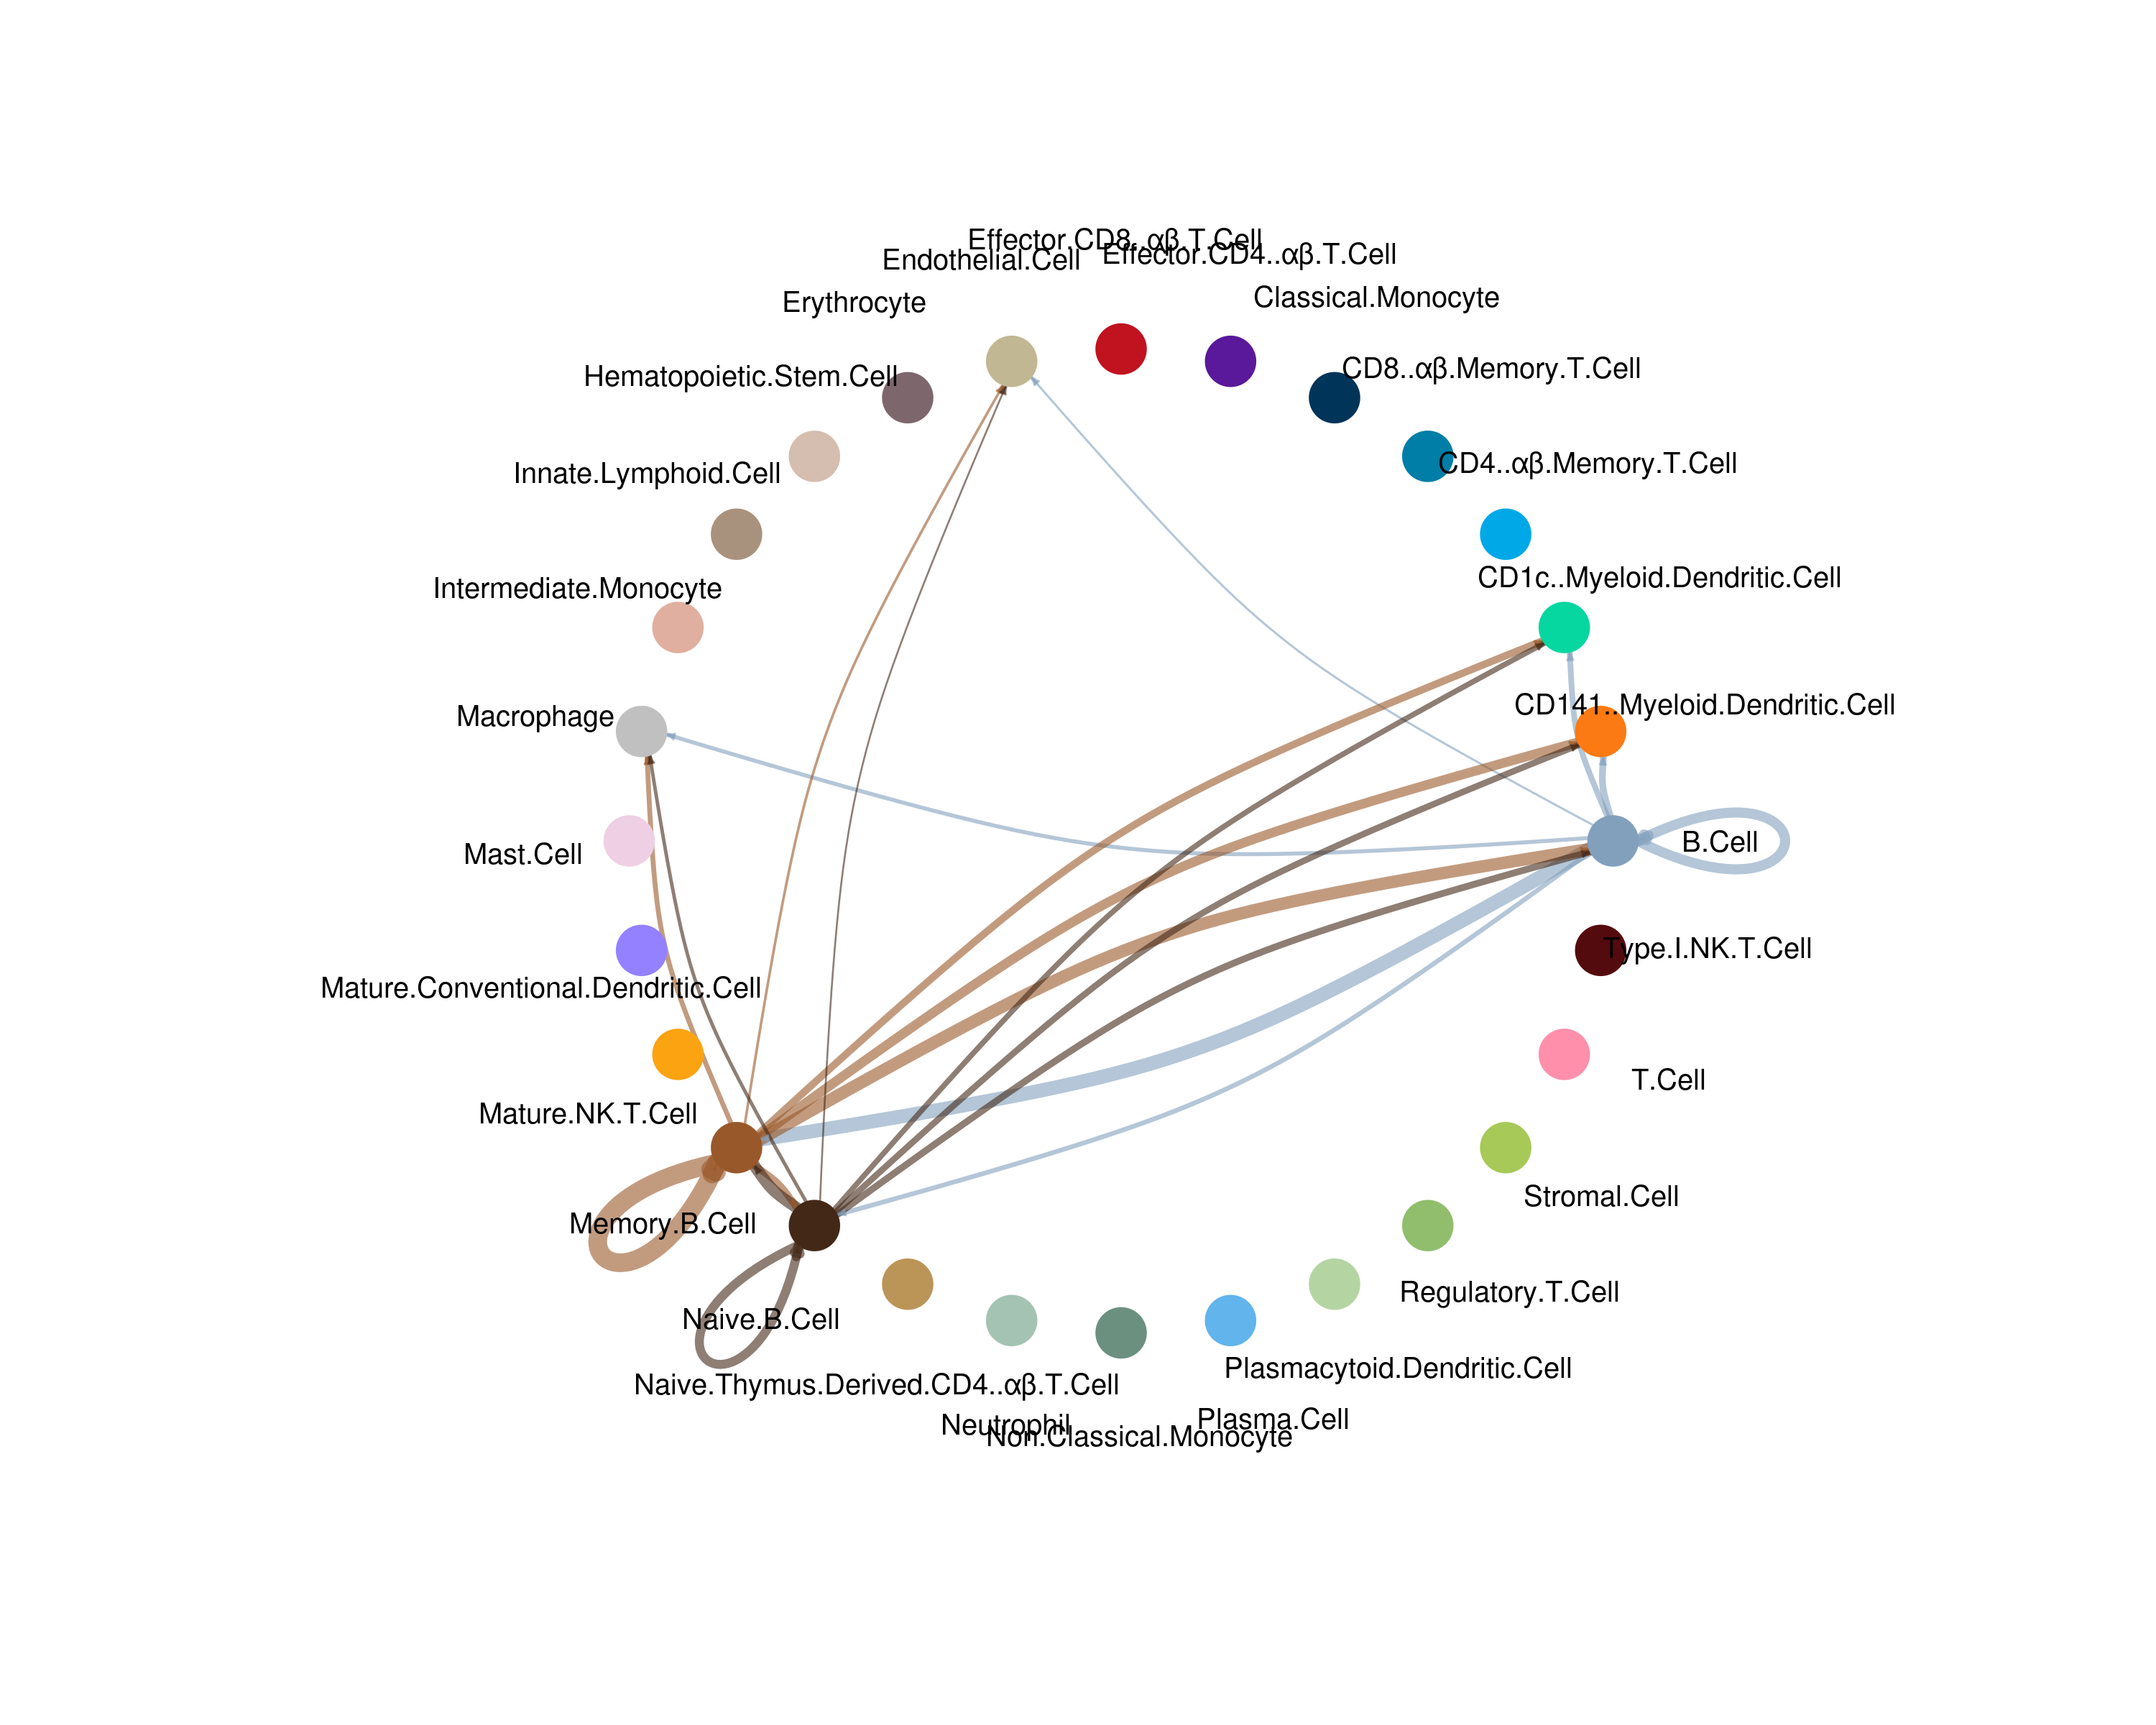 Effector.CD8..αβ.T.Cell
Effector.CD4..αβ.T.Cell
Endothelial.Cell
Classical.Monocyte
Erythrocyte
CD8..αβ.Memory.T.Cell
Hematopoietic.Stem.Cell
CD4..αβ.Memory.T.Cell
Innate.Lymphoid.Cell
CD1c..Myeloid.Dendritic.Cell
Intermediate.Monocyte
CD141..Myeloid.Dendritic.Cell
Macrophage
B.Cell
Mast.Cell
Type.I.NK.T.Cell
Mature.Conventional.Dendritic.Cell
T.Cell
Mature.NK.T.Cell
Stromal.Cell
Memory.B.Cell
Regulatory.T.Cell
Naive.B.Cell
Plasmacytoid.Dendritic.Cell
Naive.Thymus.Derived.CD4..αβ.T.Cell
Plasma.Cell
Neutrophil
Non.Classical.Monocyte